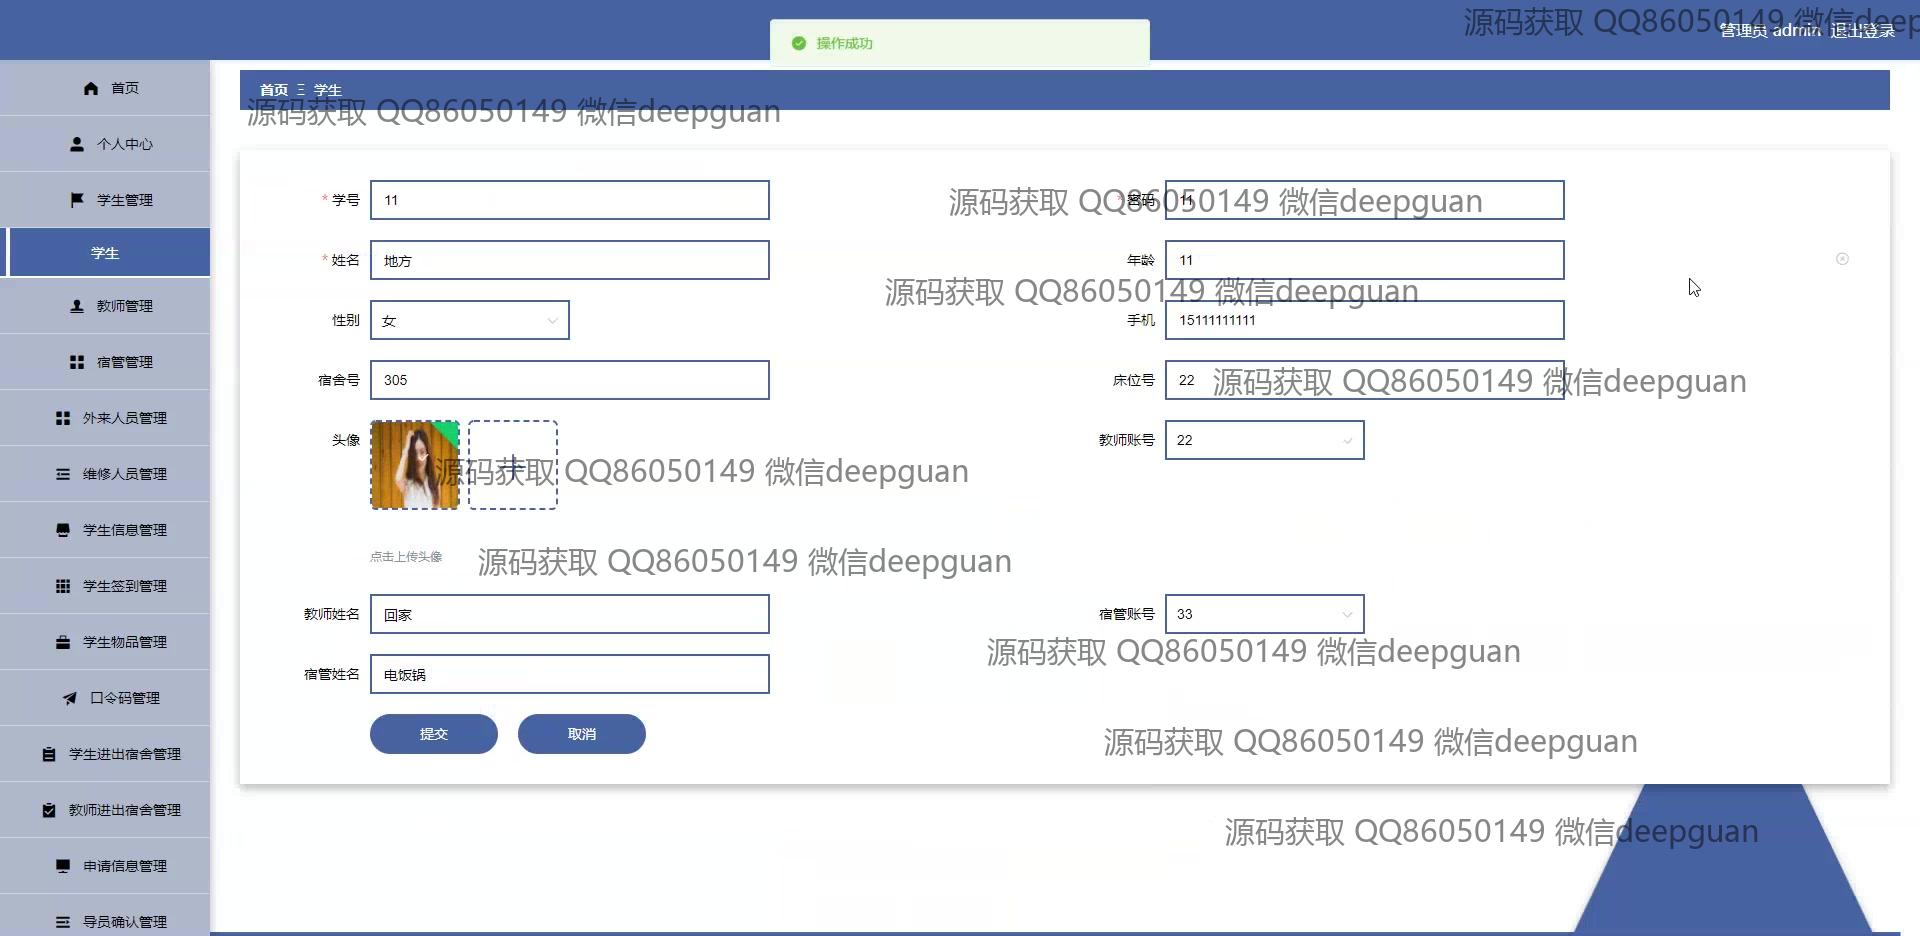 操作成功
源码获取 QQ86050149 微信deep
管理员 admin 退出登录
首页
个人中心
学生管理
学生
教师管理
宿管管理
外来人员管理
维修人员管理
学生信息管理
学生签到管理
学生物品管理
口令码管理
学生进出宿舍管理
教师进出宿舍管理
申请信息管理
导员确认管理
首页 Ξ 学生
源码获取 QQ86050149 微信deepguan
* 学号 11
* 密码 11
源码获取 QQ86050149 微信deepguan
* 姓名 地方
年龄 11
源码获取 QQ86050149 微信deepguan
性别 女
手机 15111111111
宿舍号 305
床位号 22
源码获取 QQ86050149 微信deepguan
头像
教师账号 22
源码获取 QQ86050149 微信deepguan
点击上传头像
源码获取 QQ86050149 微信deepguan
教师姓名 回家
宿管账号 33
源码获取 QQ86050149 微信deepguan
宿管姓名 电饭锅
提交 取消
源码获取 QQ86050149 微信deepguan
源码获取 QQ86050149 微信deepguan